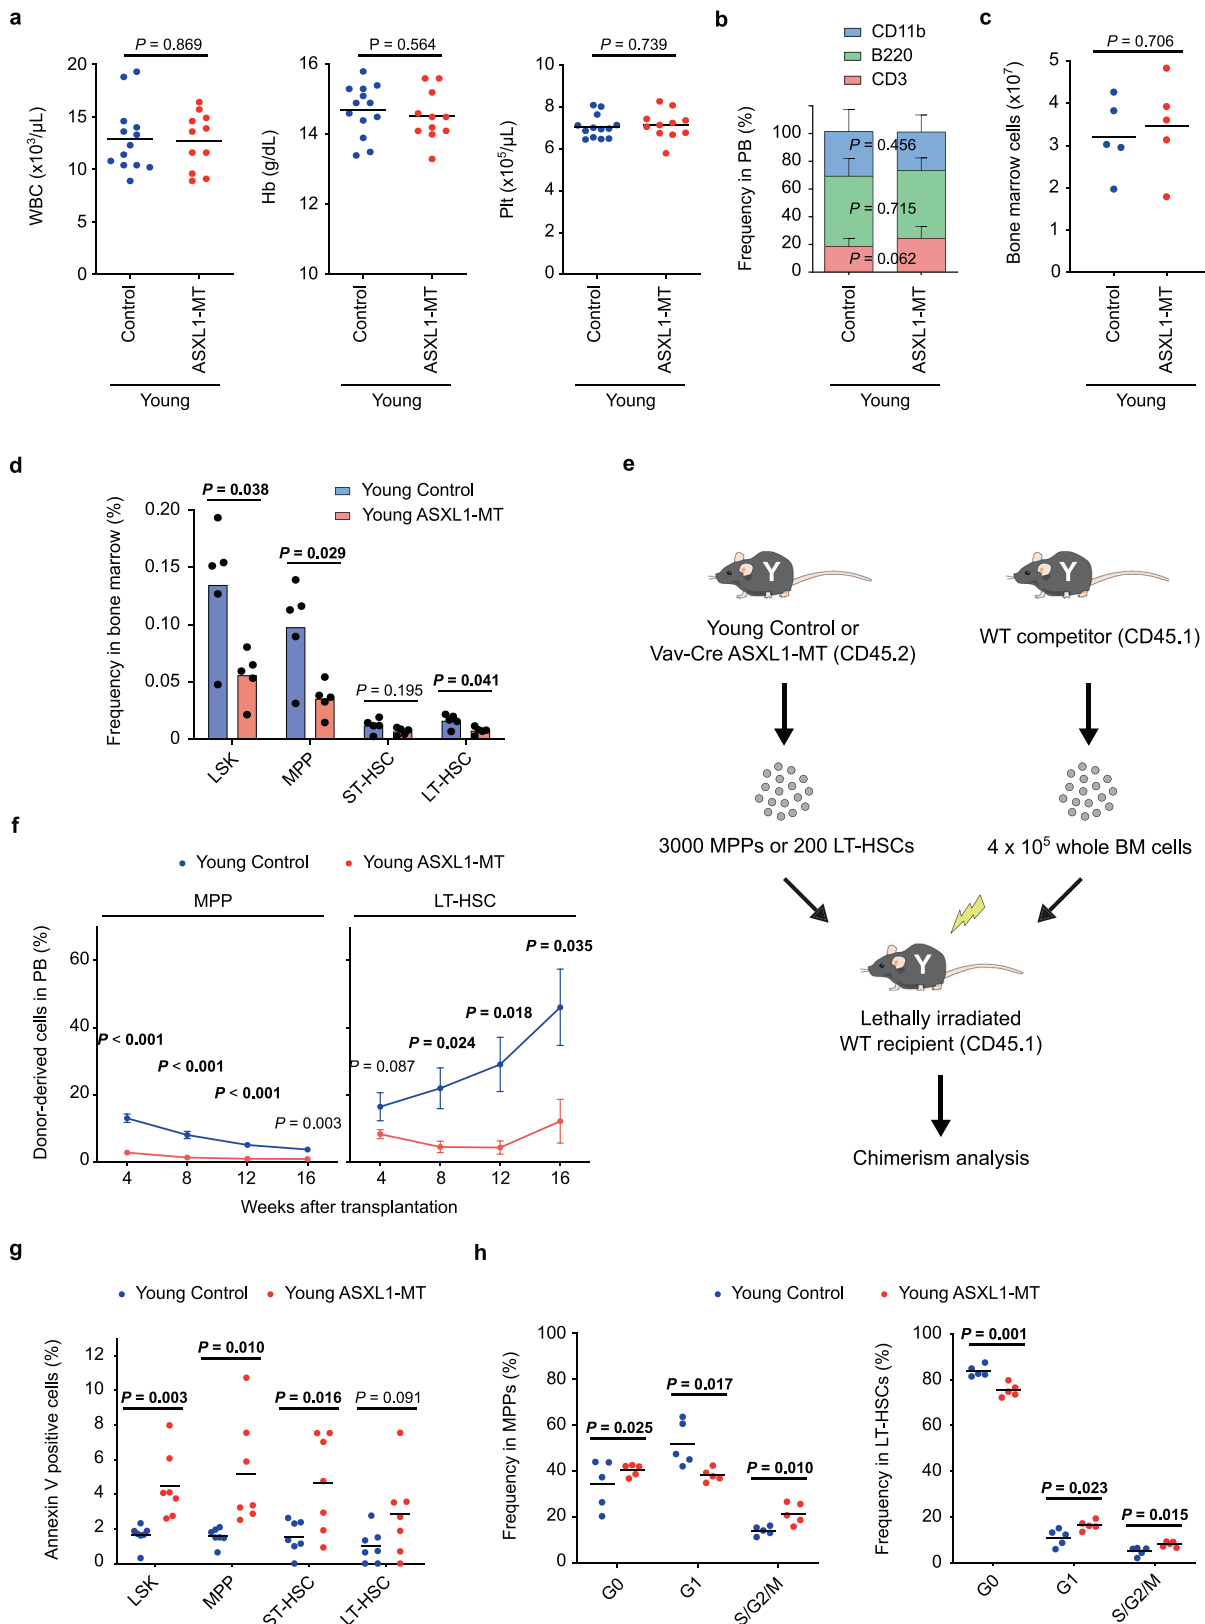 a
P = 0.869
WBC (x10³/μL)
20
15
10
5
0
Control
ASXL1-MT
Young
P = 0.564
Hb (g/dL)
16
14
12
10
Control
ASXL1-MT
Young
P = 0.739
Plt (x10⁵/μL)
10
8
6
4
2
0
Control
ASXL1-MT
Young
b
CD11b
B220
CD3
Frequency in PB (%)
100
80
60
40
20
0
P = 0.456
P = 0.715
P = 0.062
Control
ASXL1-MT
Young
c
P = 0.706
Bone marrow cells (x10⁷)
5
4
3
2
1
0
Control
ASXL1-MT
Young
d
Young Control
Young ASXL1-MT
Frequency in bone marrow (%)
0.20
0.15
0.10
0.05
0
P = 0.038
P = 0.029
P = 0.195
P = 0.041
LSK
MPP
ST-HSC
LT-HSC
e
Y
Y
Young Control or
Vav-Cre ASXL1-MT (CD45.2)
WT competitor (CD45.1)
3000 MPPs or 200 LT-HSCs
4 x 10⁵ whole BM cells
Y
Lethally irradiated
WT recipient (CD45.1)
Chimerism analysis
f
Young Control
Young ASXL1-MT
MPP
LT-HSC
Donor-derived cells in PB (%)
60
40
20
0
P < 0.001
P < 0.001
P < 0.001
P = 0.003
P = 0.087
P = 0.024
P = 0.018
P = 0.035
4 8 12 16
4 8 12 16
Weeks after transplantation
g
Young Control
Young ASXL1-MT
Annexin V positive cells (%)
12
10
8
6
4
2
0
P = 0.003
P = 0.010
P = 0.016
P = 0.091
LSK
MPP
ST-HSC
LT-HSC
h
Young Control
Young ASXL1-MT
Frequency in MPPs (%)
100
80
60
40
20
0
P = 0.025
P = 0.017
P = 0.010
G0
G1
S/G2/M
Frequency in LT-HSCs (%)
100
80
60
40
20
0
P = 0.001
P = 0.023
P = 0.015
G0
G1
S/G2/M